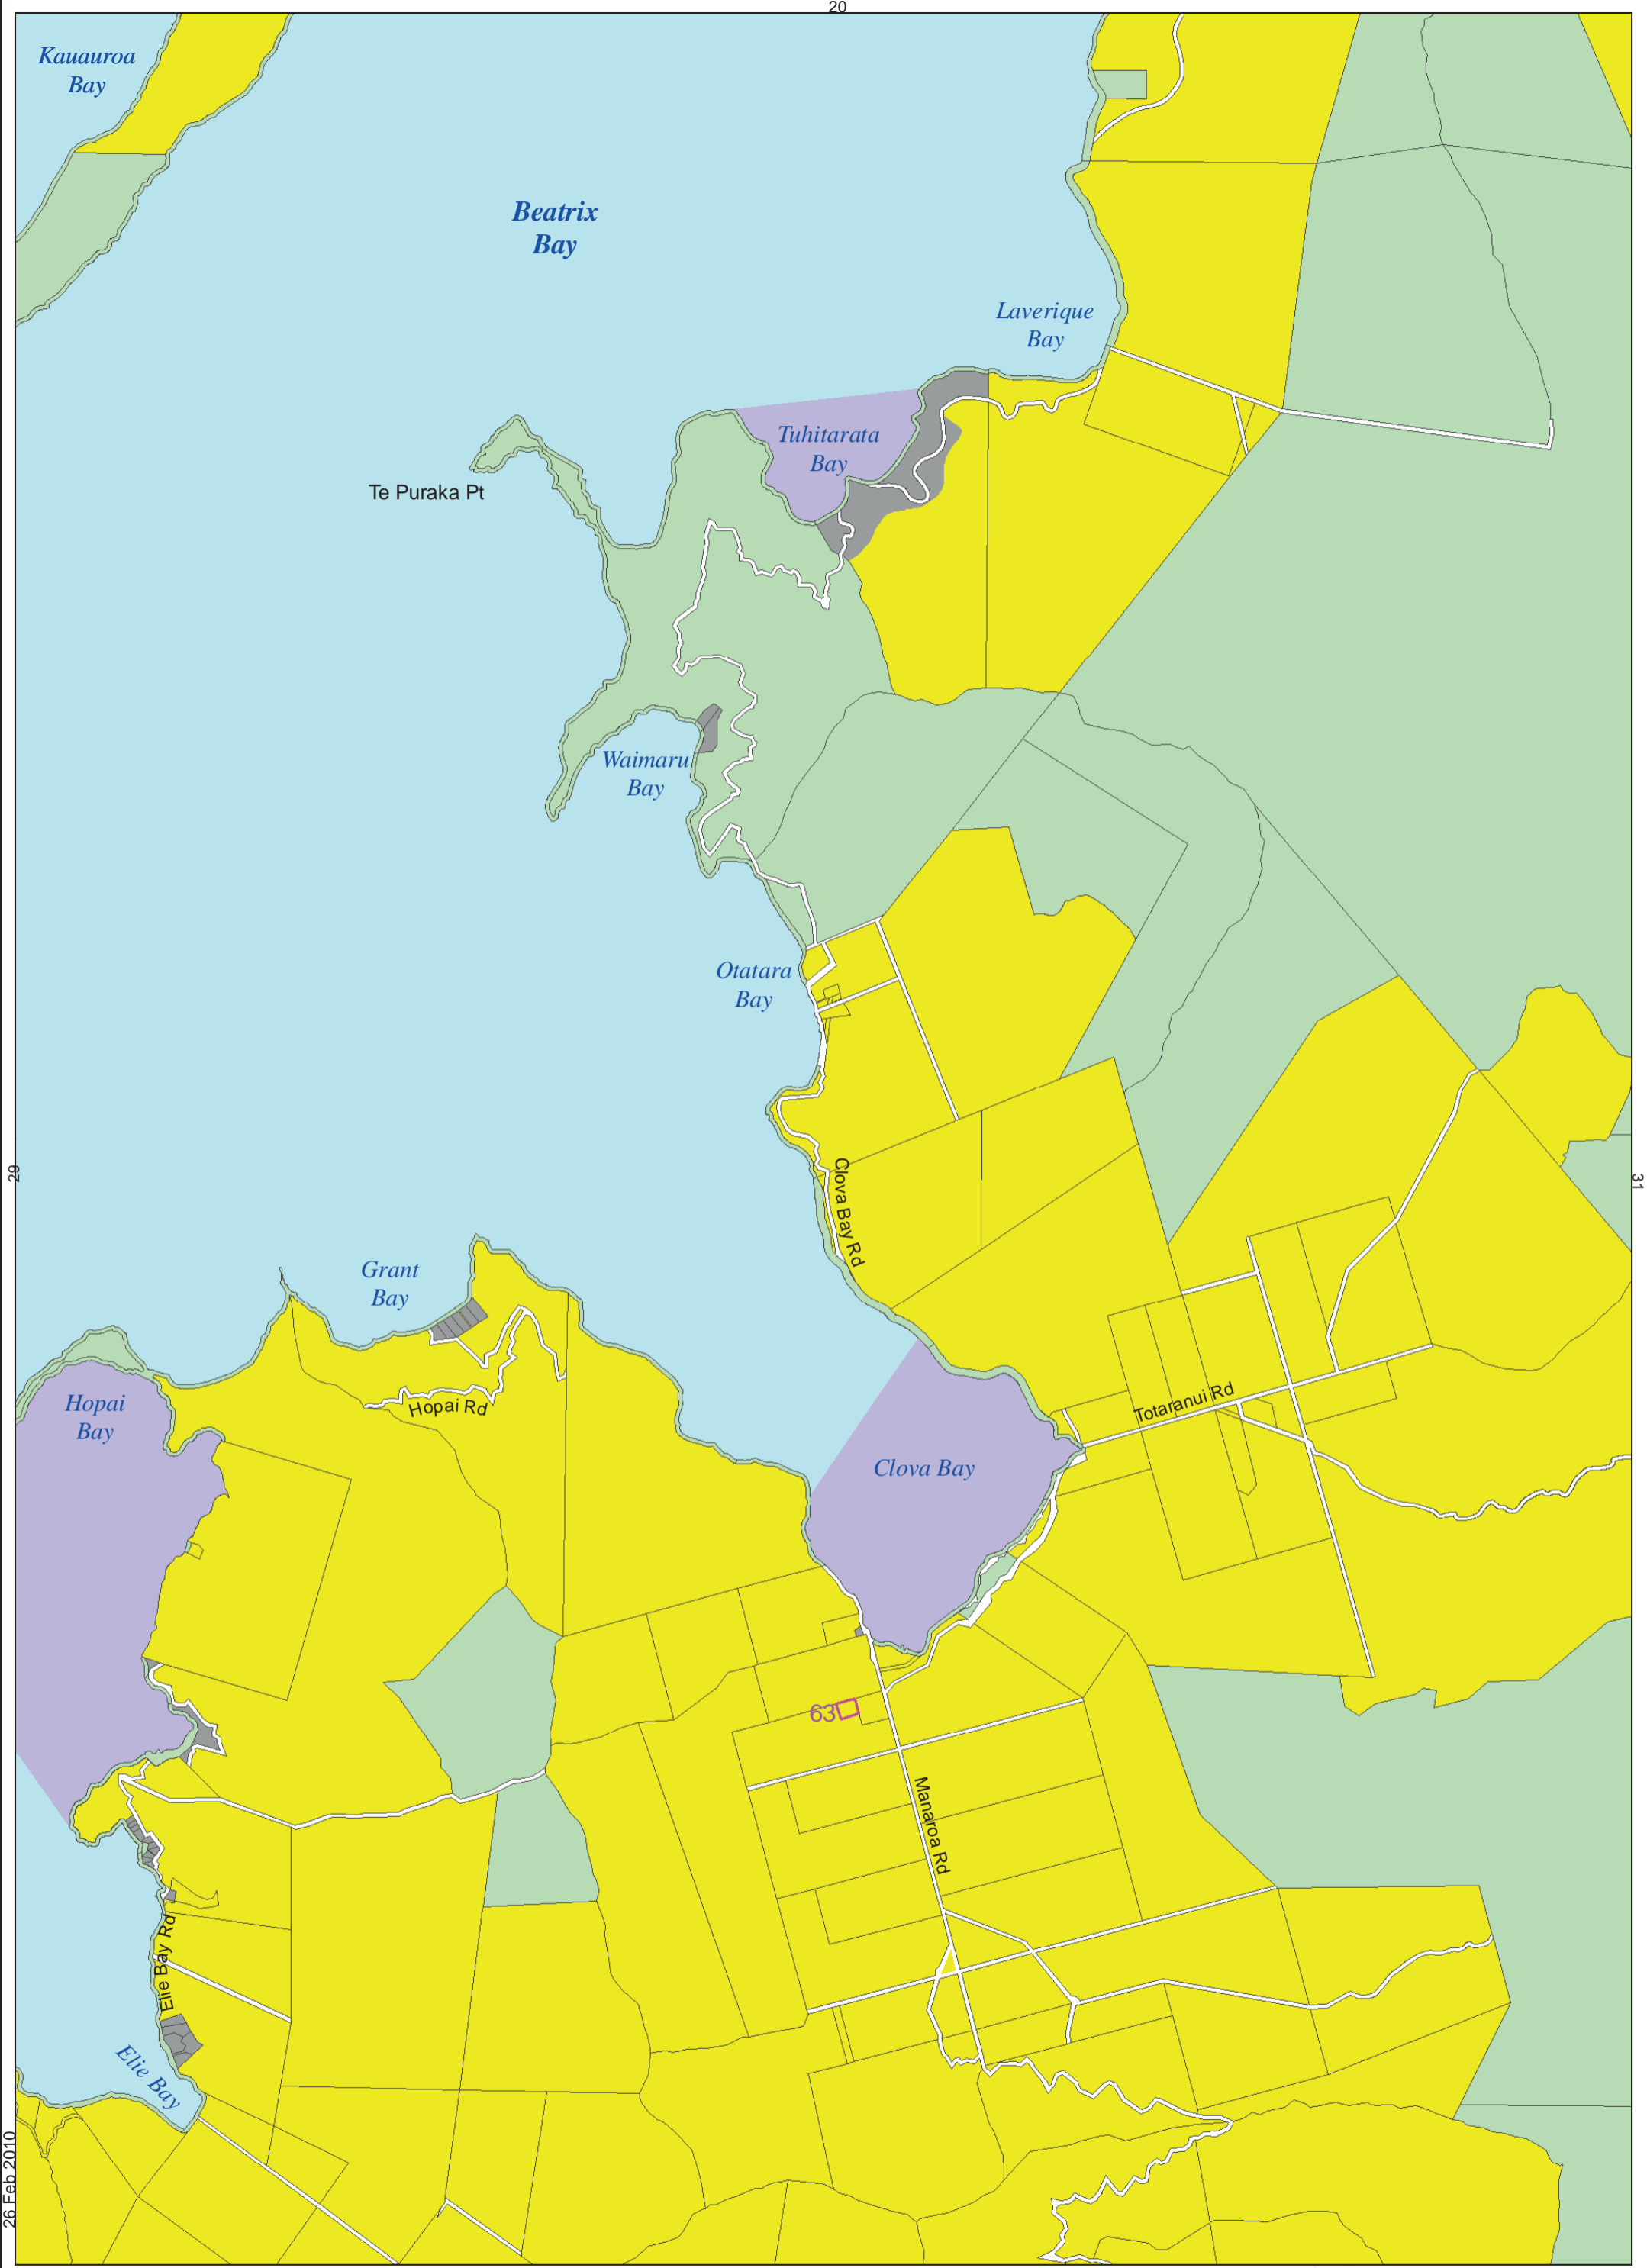 20
Kauauroa
Bay
Beatrix
Bay
Laverique
Bay
Tuhitarata
Bay
Te Puraka Pt
Waimaru
Bay
Otatara
Bay
29
31
Clova Bay Rd
Grant
Bay
Hopai Rd
Hopai
Bay
Totaranui Rd
Clova Bay
63
Manaroa Rd
Elie Bay Rd
Elie Bay
26 Feb 2010